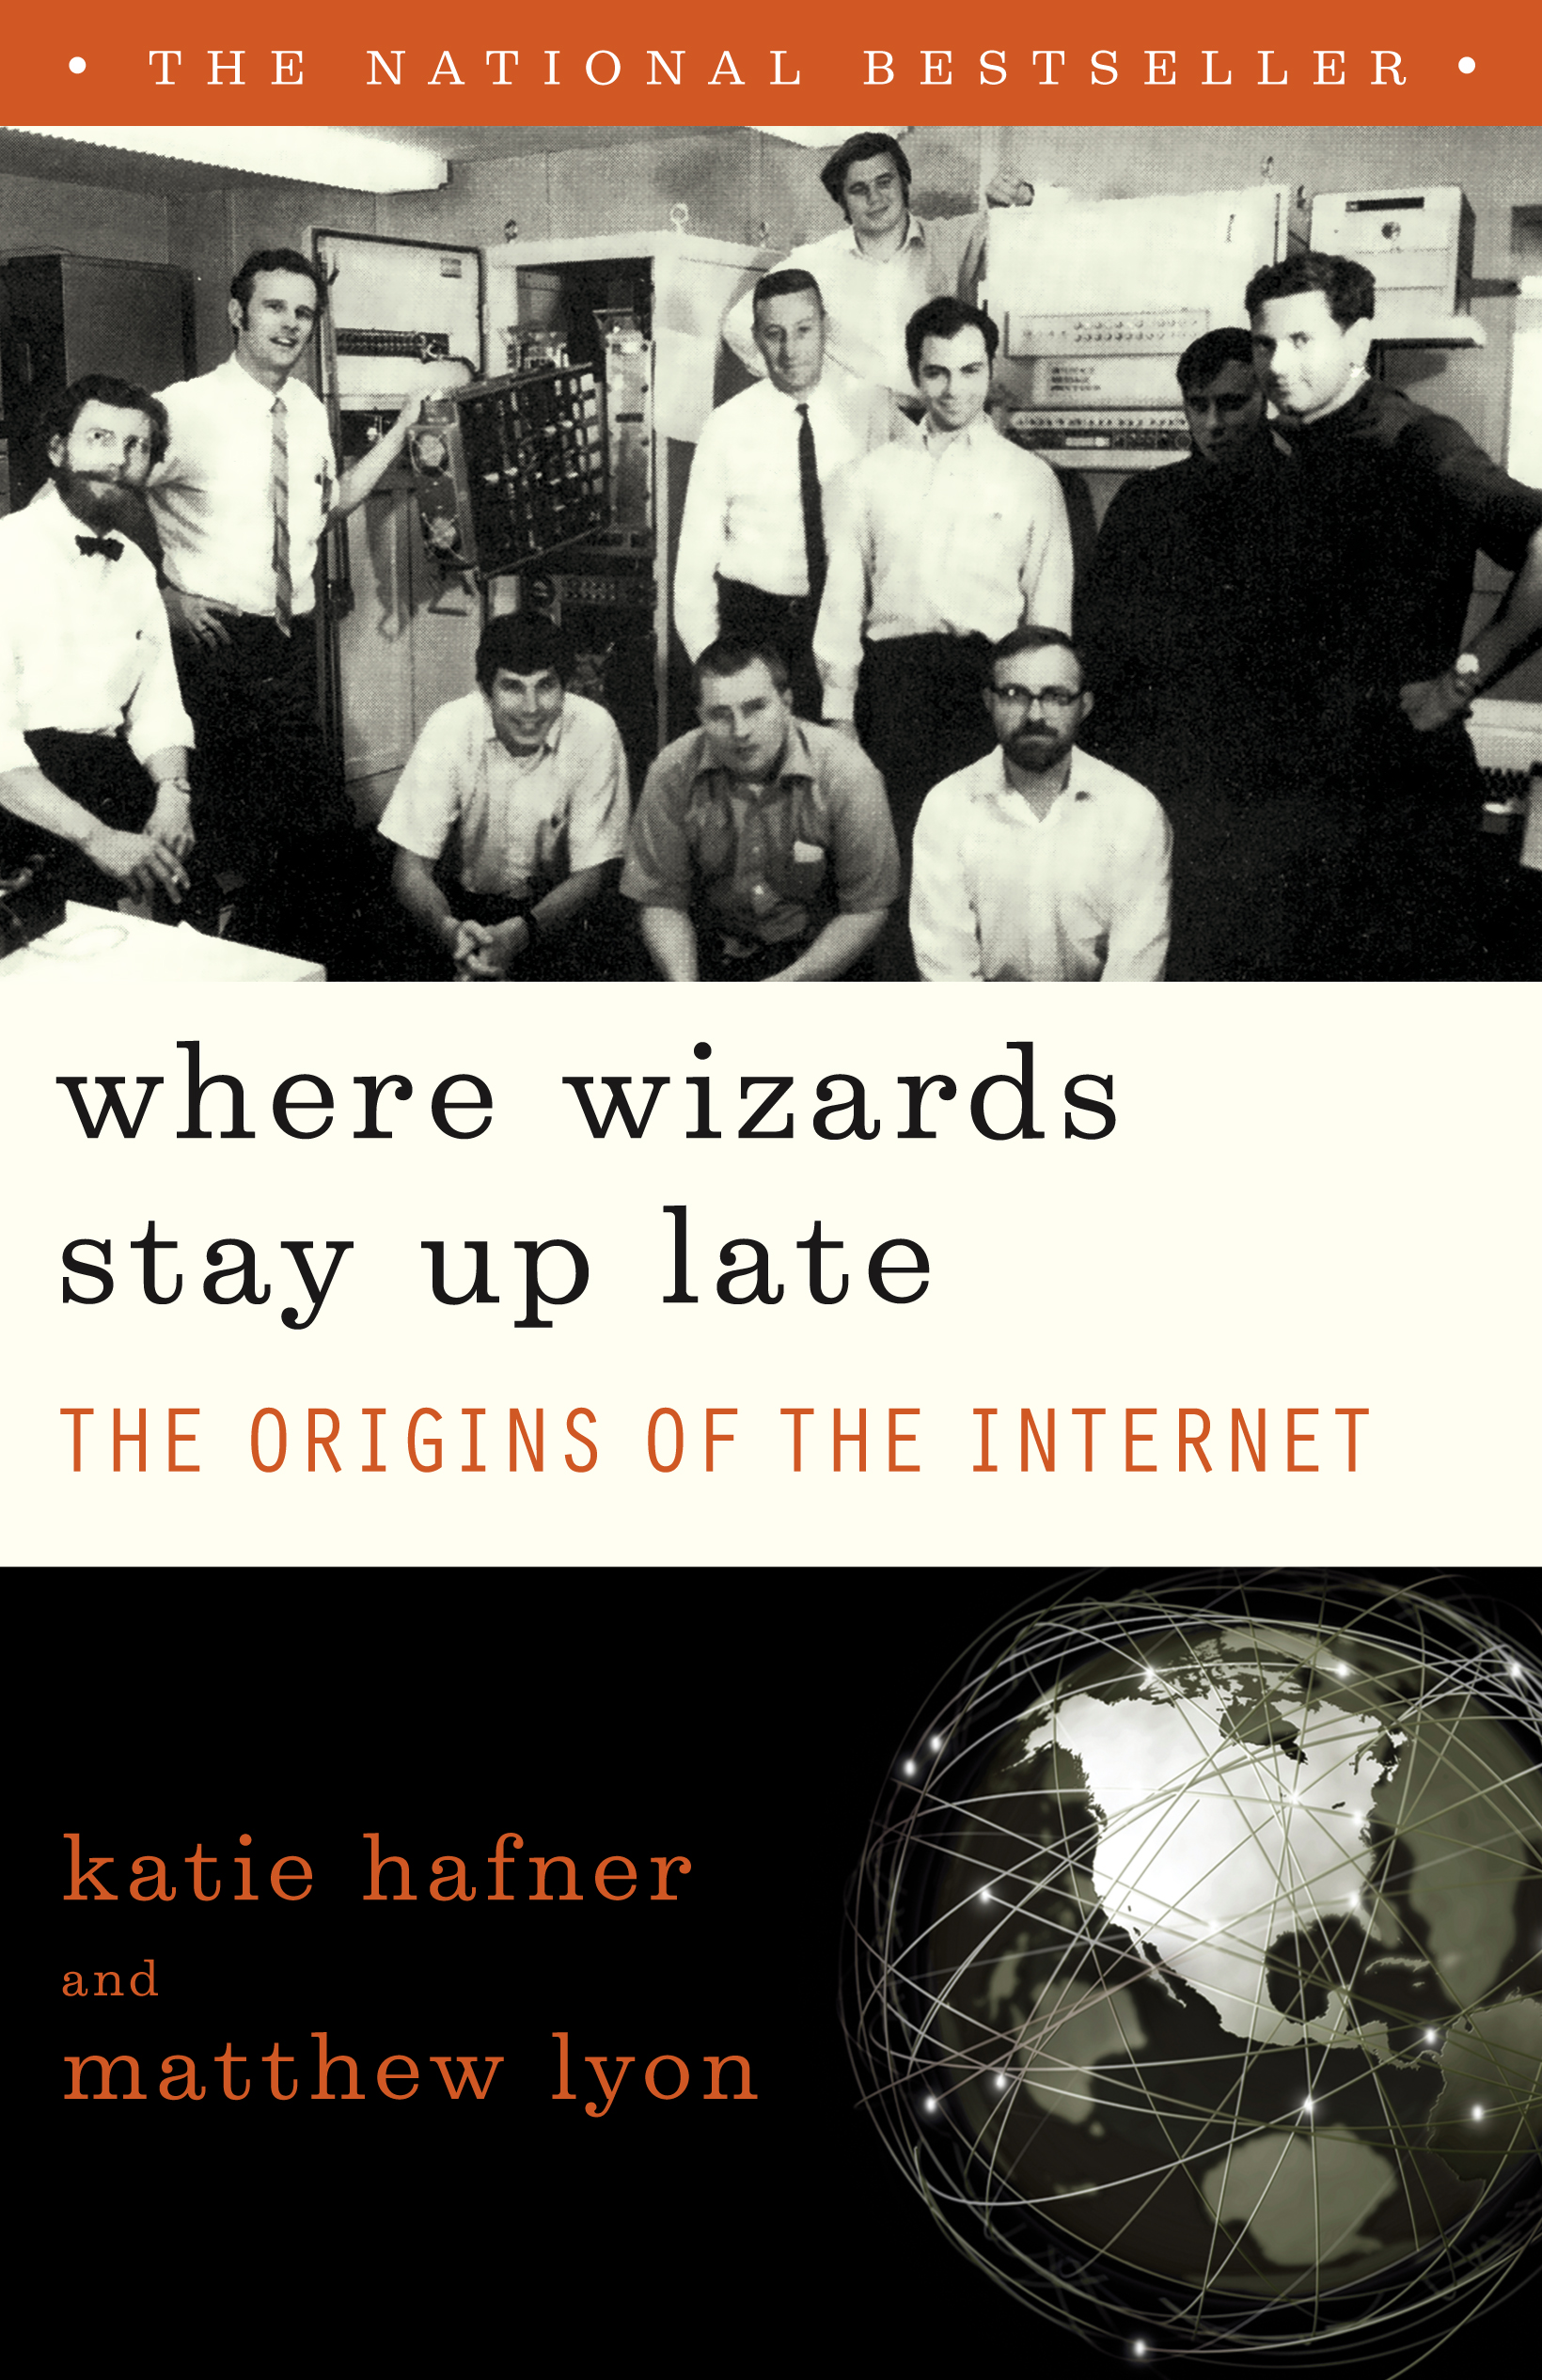 • THE NATIONAL BESTSELLER •
where wizards
stay up late
THE ORIGINS OF THE INTERNET
katie hafner
and
matthew lyon